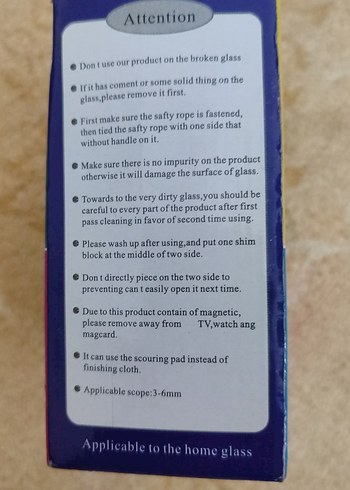 Attention
Don t use our product on the broken glass
If it has coment or some solid thing on the
glass,please remove it first.
First make sure the safty rope is fastened,
then tied the safty rope with one side that
without handle on it.
Make sure there is no impurity on the product
otherwise it will damage the surface of glass.
Towards to the very dirty glass,you should be
careful to every part of the product after first
pass cleaning in favor of second time using.
Please wash up after using,and put one shim
block at the middle of two side.
Don t directly piece on the two side to
preventing can t easily open it next time.
Due to this product contain of magnetic,
please remove away from TV,watch ang
magcard.
It can use the scouring pad instead of
finishing cloth.
Applicable scope:3-6mm
Applicable to the home glass